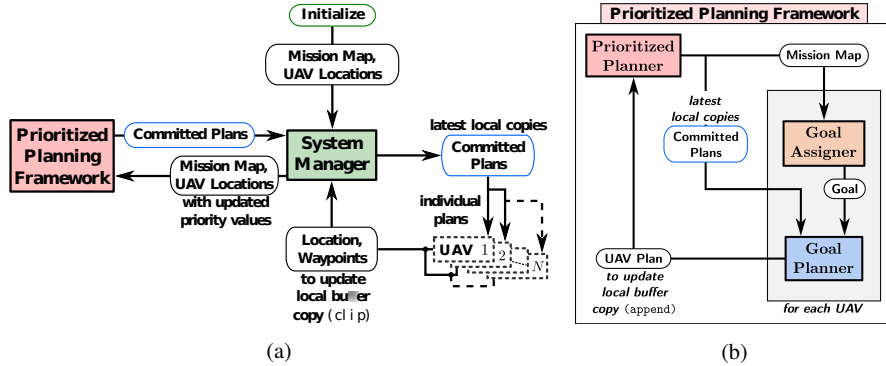 Initialize
Mission Map,
UAV Locations
Prioritized
Planning
Framework
Committed Plans
System
Manager
Mission Map,
UAV Locations
with updated
priority values
latest local copies
Committed
Plans
individual
plans
UAV 1
2
N
Location,
Waypoints
to update
local buffer
copy (clip)
(a)
Prioritized Planning Framework
Prioritized
Planner
Mission Map
latest
local copies
Committed
Plans
Goal
Assigner
Goal
Goal
Planner
UAV Plan
to update
local buffer
copy (append)
for each UAV
(b)